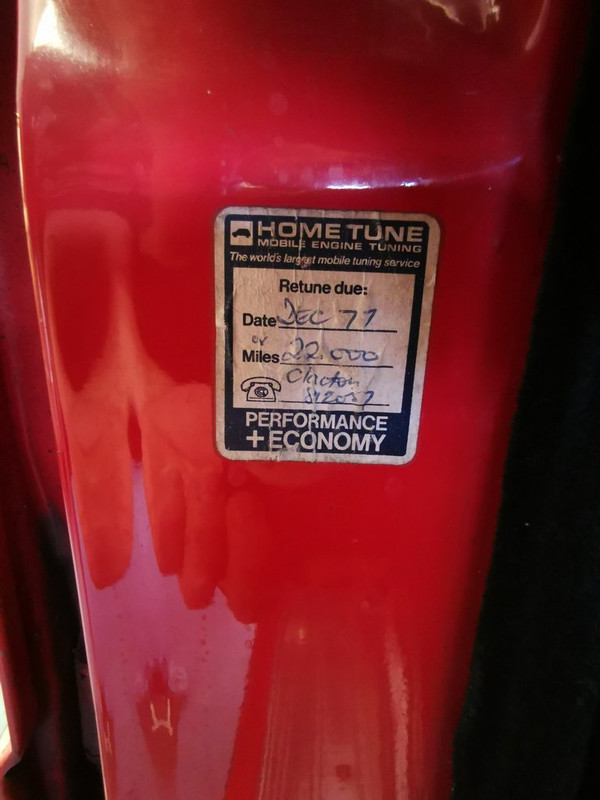 HOME TUNE
MOBILE ENGINE TUNING
The world's largest mobile tuning service
Retune due:
Date DEC 77
or
Miles 22.000
Clacton
PERFORMANCE
+ECONOMY